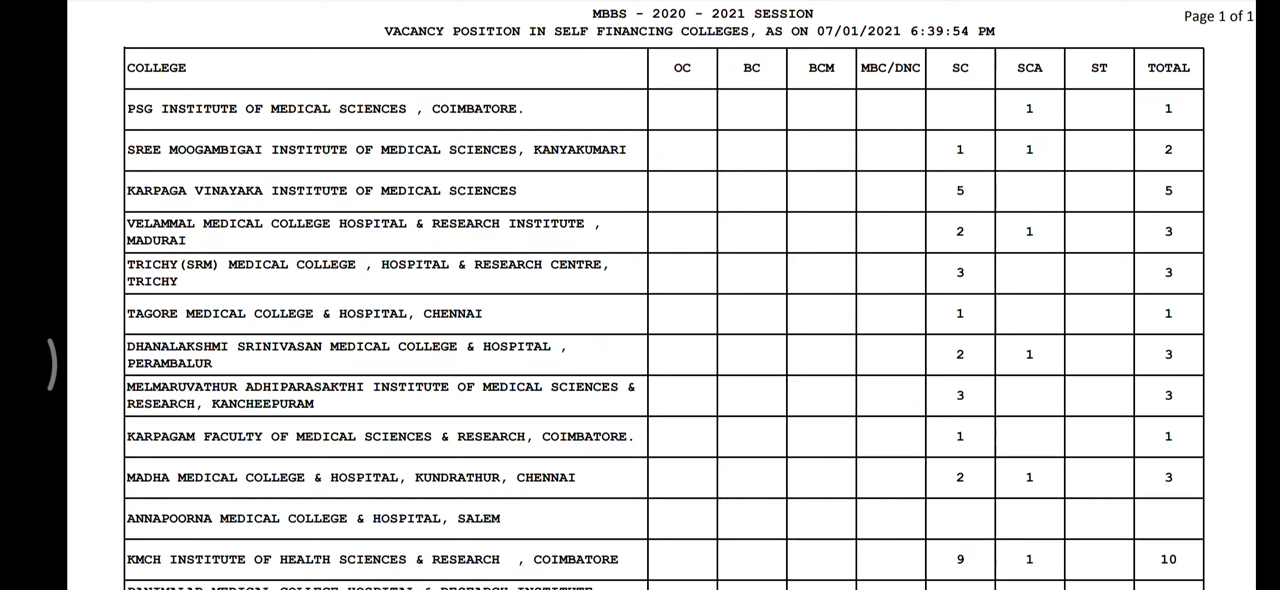 MBBS - 2020 - 2021 SESSION
Page 1 of 1
VACANCY POSITION IN SELF FINANCING COLLEGES, AS ON 07/01/2021 6:39:54 PM
COLLEGE OC BC BCM MBC/DNC SC SCA ST TOTAL
PSG INSTITUTE OF MEDICAL SCIENCES , COIMBATORE. 1 1
SREE MOOGAMBIGAI INSTITUTE OF MEDICAL SCIENCES, KANYAKUMARI 1 1 2
KARPAGA VINAYAKA INSTITUTE OF MEDICAL SCIENCES 5 5
VELAMMAL MEDICAL COLLEGE HOSPITAL & RESEARCH INSTITUTE ,
MADURAI 2 1 3
TRICHY(SRM) MEDICAL COLLEGE , HOSPITAL & RESEARCH CENTRE,
TRICHY 3 3
TAGORE MEDICAL COLLEGE & HOSPITAL, CHENNAI 1 1
DHANALAKSHMI SRINIVASAN MEDICAL COLLEGE & HOSPITAL ,
PERAMBALUR 2 1 3
MELMARUVATHUR ADHIPARASAKTHI INSTITUTE OF MEDICAL SCIENCES &
RESEARCH, KANCHEEPURAM 3 3
KARPAGAM FACULTY OF MEDICAL SCIENCES & RESEARCH, COIMBATORE. 1 1
MADHA MEDICAL COLLEGE & HOSPITAL, KUNDRATHUR, CHENNAI 2 1 3
ANNAPOORNA MEDICAL COLLEGE & HOSPITAL, SALEM
KMCH INSTITUTE OF HEALTH SCIENCES & RESEARCH , COIMBATORE 9 1 10
MEDICAL COLLEGE HOSPITAL & RESEARCH INSTITUTE